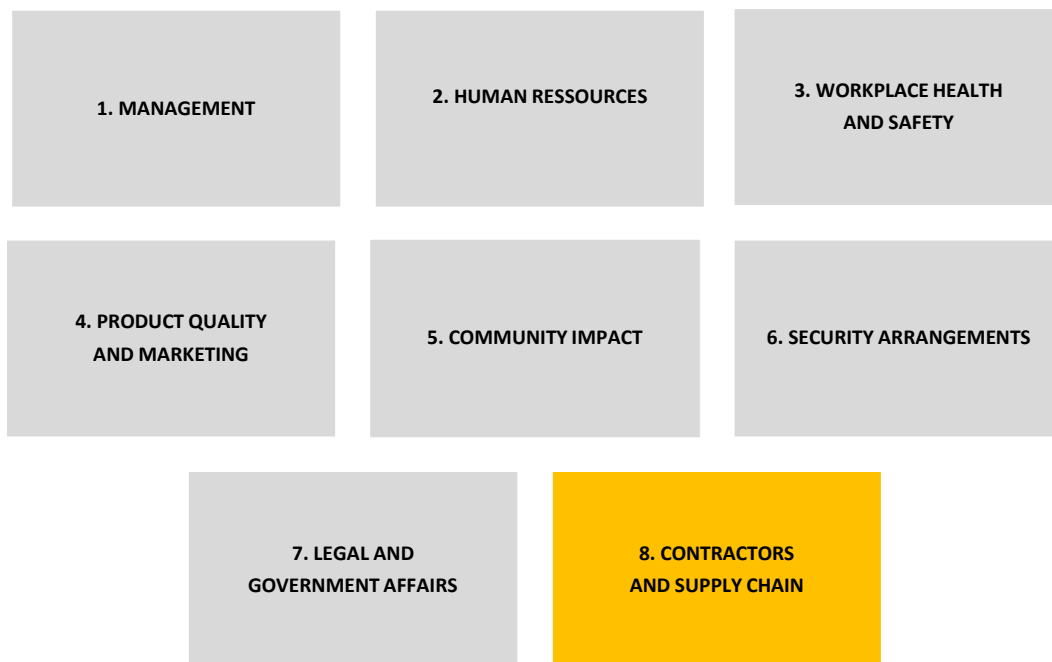 1. MANAGEMENT
2. HUMAN RESSOURCES
3. WORKPLACE HEALTH
AND SAFETY
4. PRODUCT QUALITY
AND MARKETING
5. COMMUNITY IMPACT
6. SECURITY ARRANGEMENTS
7. LEGAL AND
GOVERNMENT AFFAIRS
8. CONTRACTORS
AND SUPPLY CHAIN